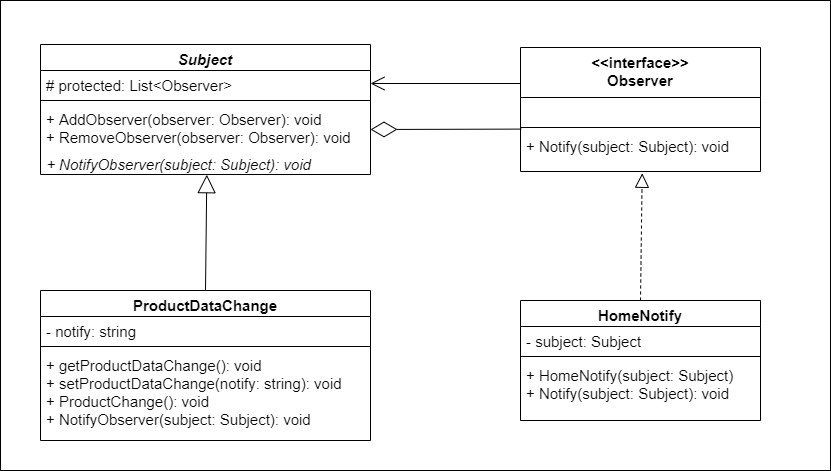 Subject
# protected: List<Observer>
+ AddObserver(observer: Observer): void
+ RemoveObserver(observer: Observer): void
+ NotifyObserver(subject: Subject): void
<<interface>>
Observer
+ Notify(subject: Subject): void
ProductDataChange
- notify: string
+ getProductDataChange(): void
+ setProductDataChange(notify: string): void
+ ProductChange(): void
+ NotifyObserver(subject: Subject): void
HomeNotify
- subject: Subject
+ HomeNotify(subject: Subject)
+ Notify(subject: Subject): void